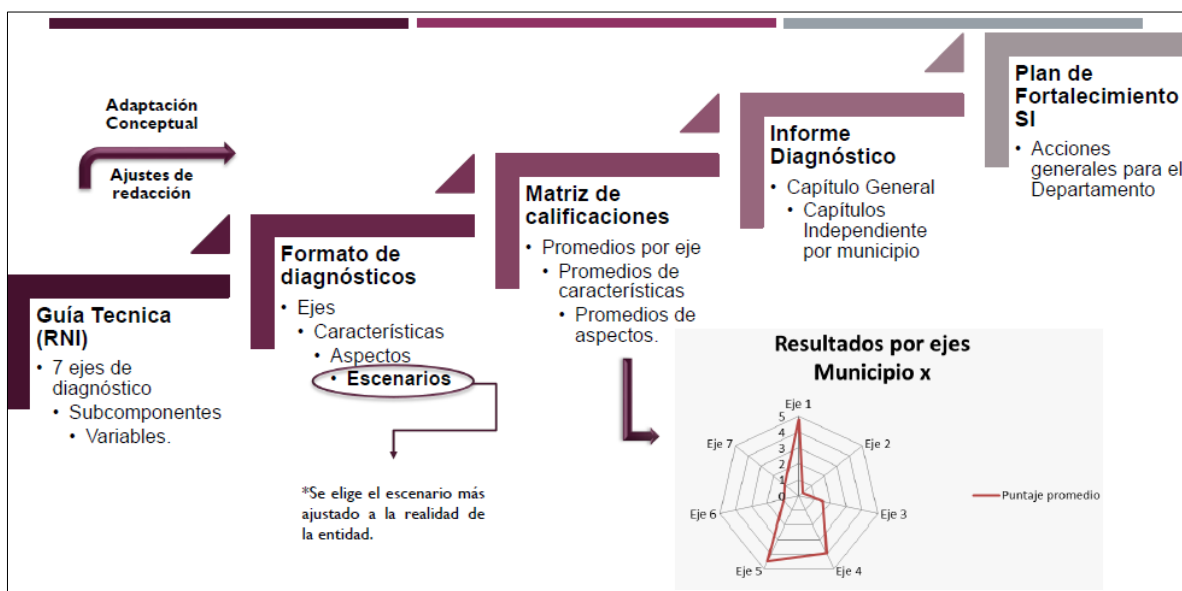 Adaptación
Conceptual
Ajustes de
redacción
Guía Tecnica
(RNI)
• 7 ejes de
diagnóstico
• Subcomponentes
• Variables.
Formato de
diagnósticos
• Ejes
• Características
• Aspectos
• Escenarios
*Se elige el escenario más
ajustado a la realidad de
la entidad.
Matriz de
calificaciones
• Promedios por eje
• Promedios de
características
• Promedios de
aspectos.
Informe
Diagnóstico
• Capítulo General
• Capítulos
Independiente
por municipio
Plan de
Fortalecimiento
SI
• Acciones
generales para el
Departamento
Resultados por ejes
Municipio x
Eje 1
5
4
3
2
1
0
Eje 2
Eje 3
Eje 4
Eje 5
Eje 6
Eje 7
Puntaje promedio